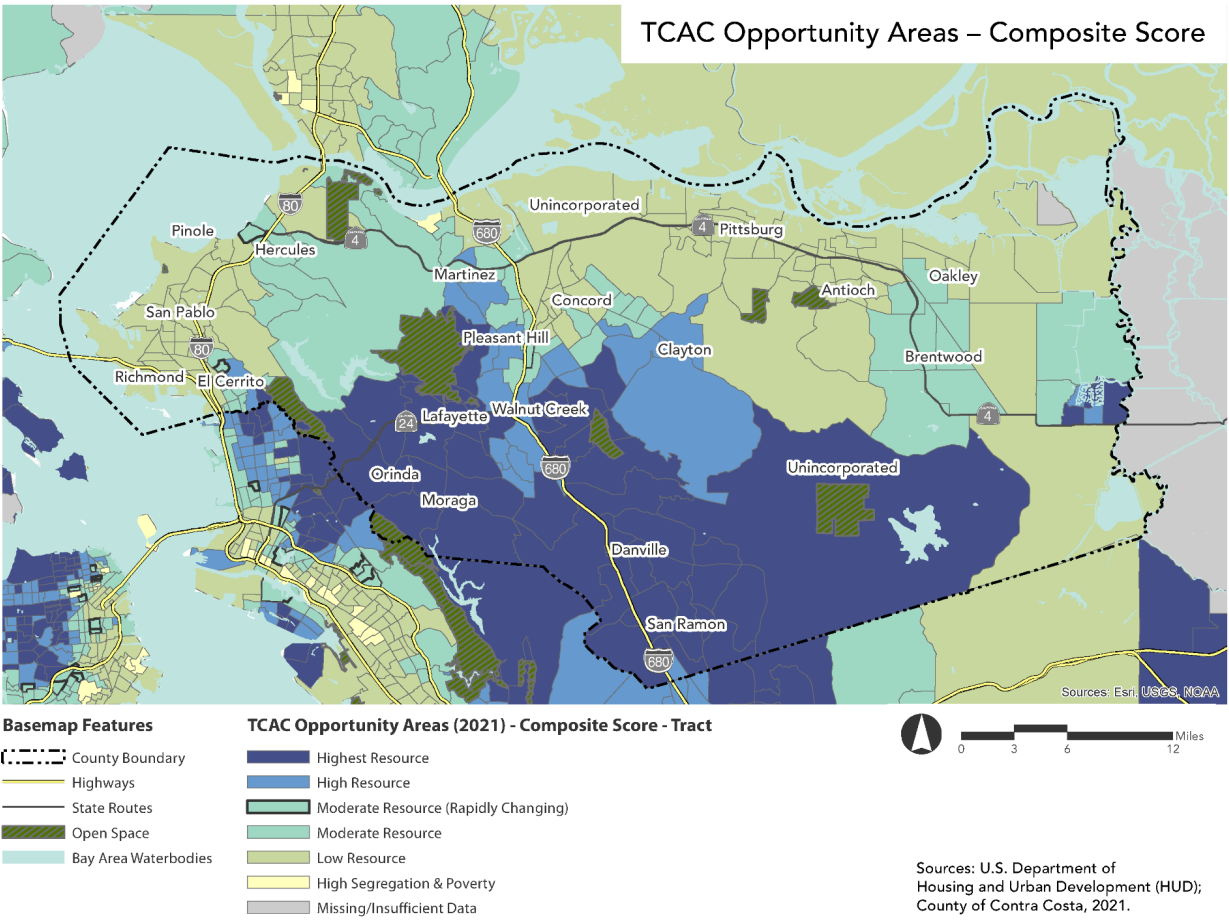 TCAC Opportunity Areas – Composite Score
Unincorporated
80
Pinole
680
4
Pittsburg
4
Hercules
Martinez
Oakley
Antioch
Concord
San Pablo
Pleasant Hill
80
Clayton
Brentwood
Richmond
El Cerrito
Lafayette
Walnut Creek
4
24
Orinda
680
Unincorporated
Moraga
Danville
San Ramon
680
Sources: Esri, USGS, NOAA
Basemap Features
County Boundary
Highways
State Routes
Open Space
Bay Area Waterbodies
TCAC Opportunity Areas (2021) - Composite Score - Tract
Highest Resource
High Resource
Moderate Resource (Rapidly Changing)
Moderate Resource
Low Resource
High Segregation & Poverty
Missing/Insufficient Data
Miles
0 3 6 12
Sources: U.S. Department of
Housing and Urban Development (HUD);
County of Contra Costa, 2021.